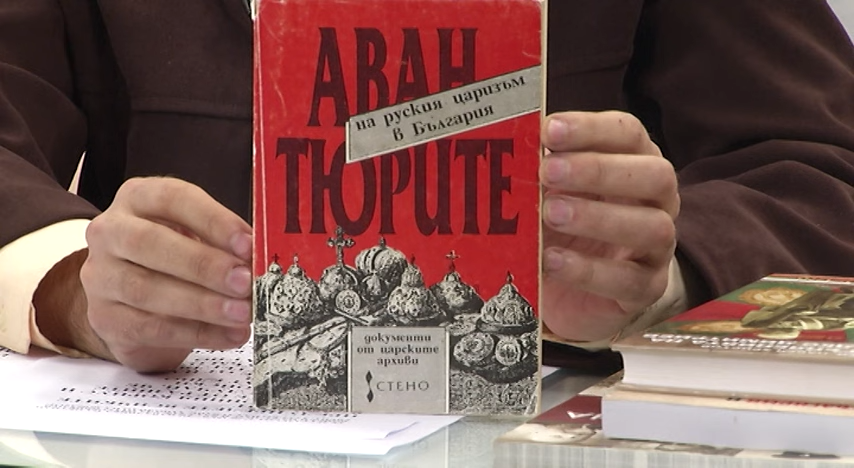 АВАН
на руския царизъм
в България
ТЮРИТЕ
документи
от царските
архиви
СТЕНО